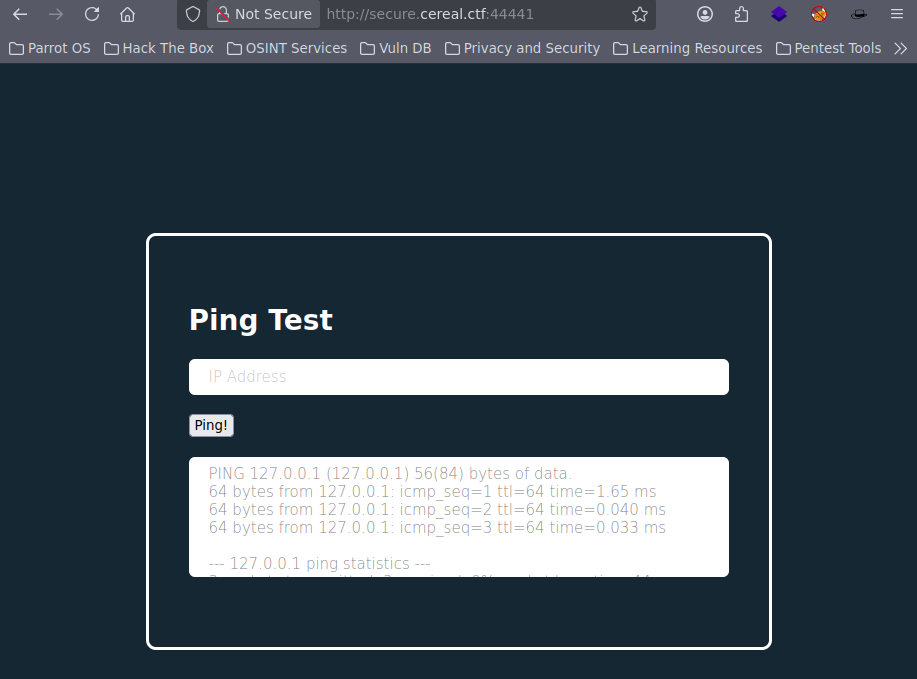 Not Secure http://secure.cereal.ctf:44441
Parrot OS Hack The Box OSINT Services Vuln DB Privacy and Security Learning Resources Pentest Tools
Ping Test
IP Address
Ping!
PING 127.0.0.1 (127.0.0.1) 56(84) bytes of data.
64 bytes from 127.0.0.1: icmp_seq=1 ttl=64 time=1.65 ms
64 bytes from 127.0.0.1: icmp_seq=2 ttl=64 time=0.040 ms
64 bytes from 127.0.0.1: icmp_seq=3 ttl=64 time=0.033 ms
--- 127.0.0.1 ping statistics ---